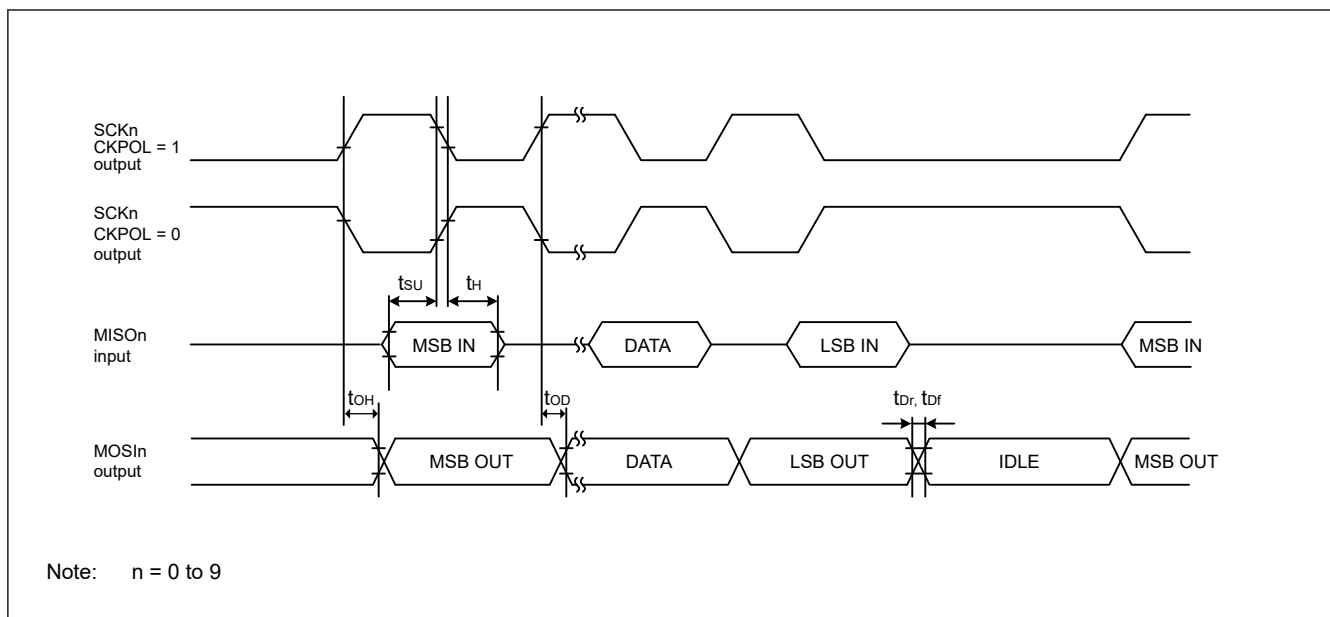 SCKn
CKPOL = 1
output
SCKn
CKPOL = 0
output
tSU
tH
MISOn
input
MSB IN
DATA
LSB IN
MSB IN
tOH
tOD
tDr, tDf
MOSIn
output
MSB OUT
DATA
LSB OUT
IDLE
MSB OUT
Note: n = 0 to 9